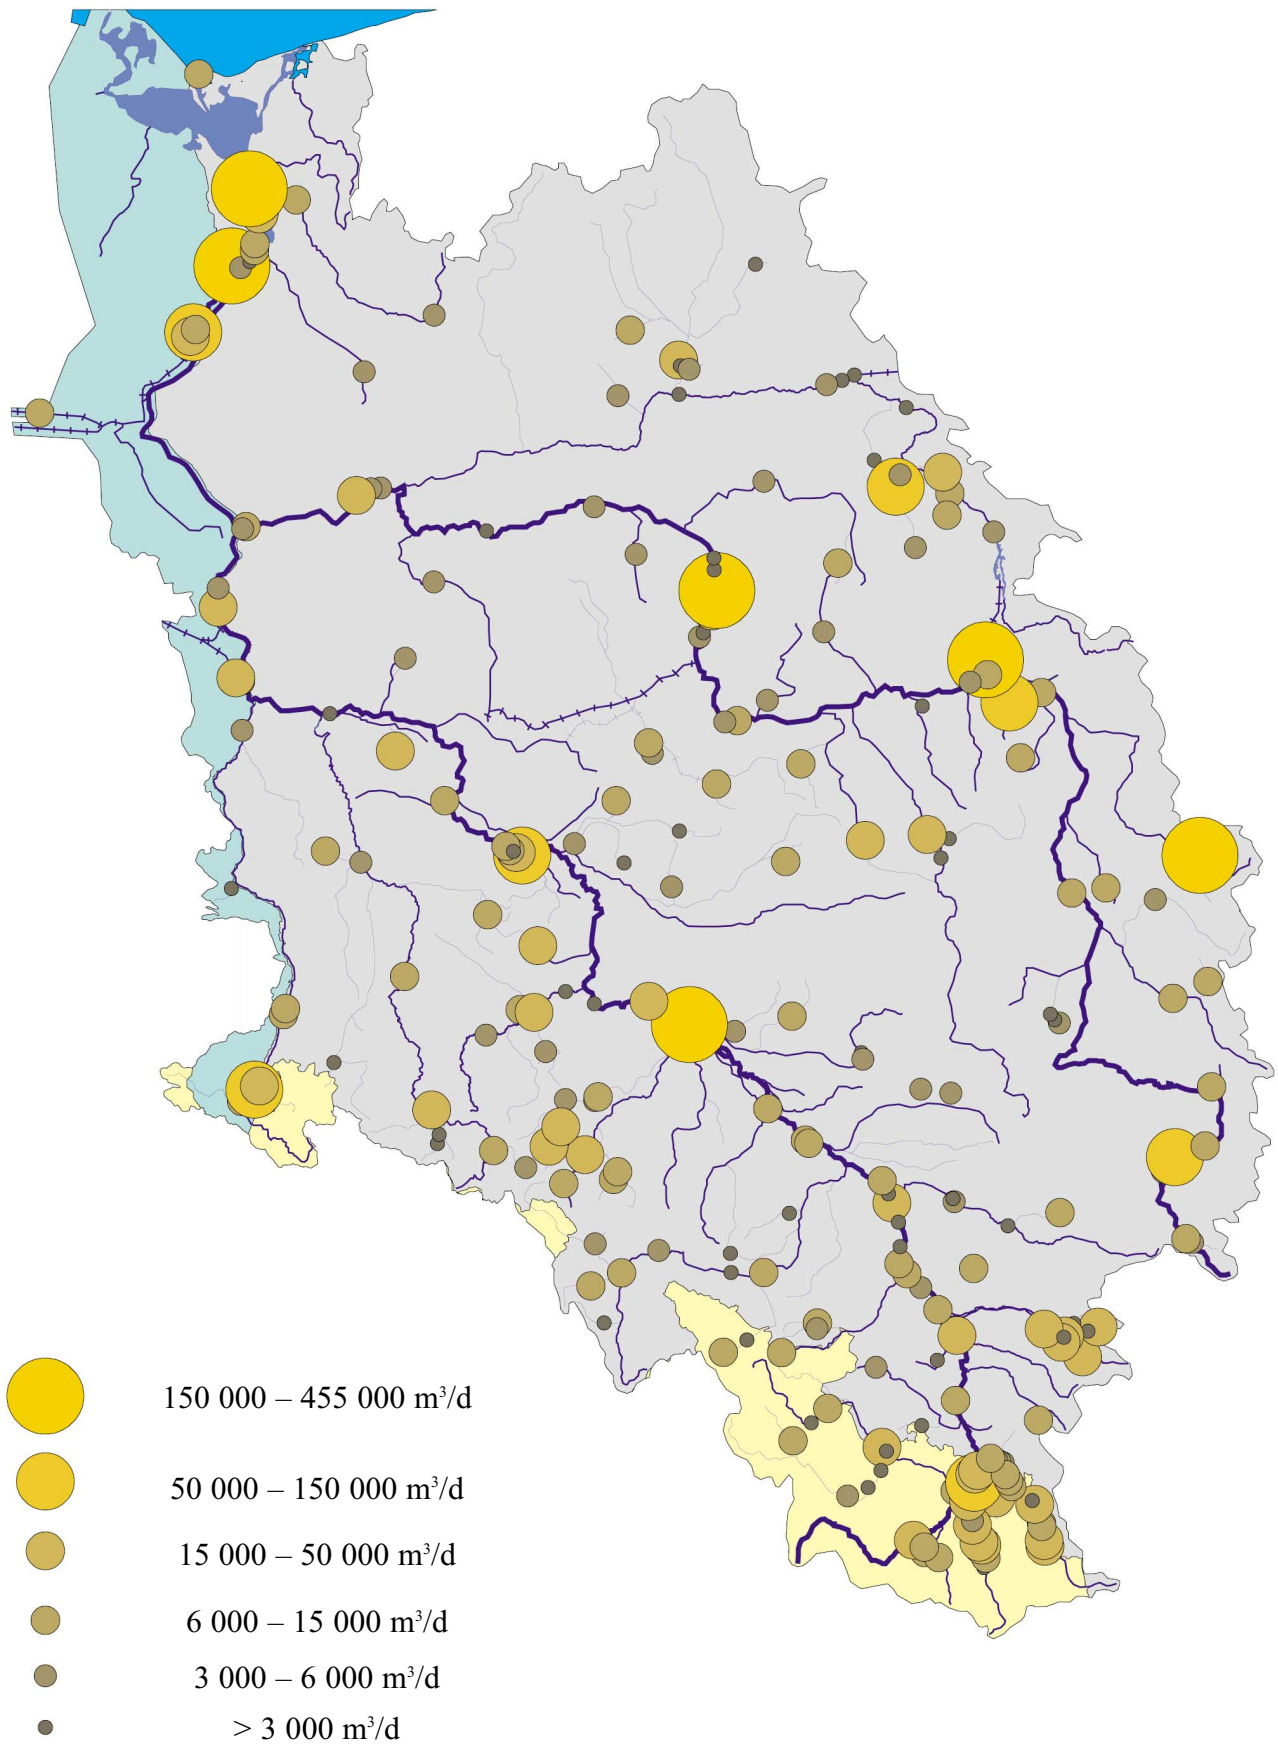 150 000 – 455 000 m³/d
50 000 – 150 000 m³/d
15 000 – 50 000 m³/d
6 000 – 15 000 m³/d
3 000 – 6 000 m³/d
> 3 000 m³/d